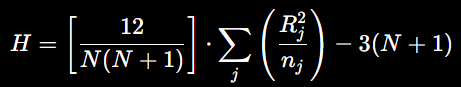 H = [12 / N(N + 1)] · ∑_j (R_j^2 / n_j) − 3(N + 1)